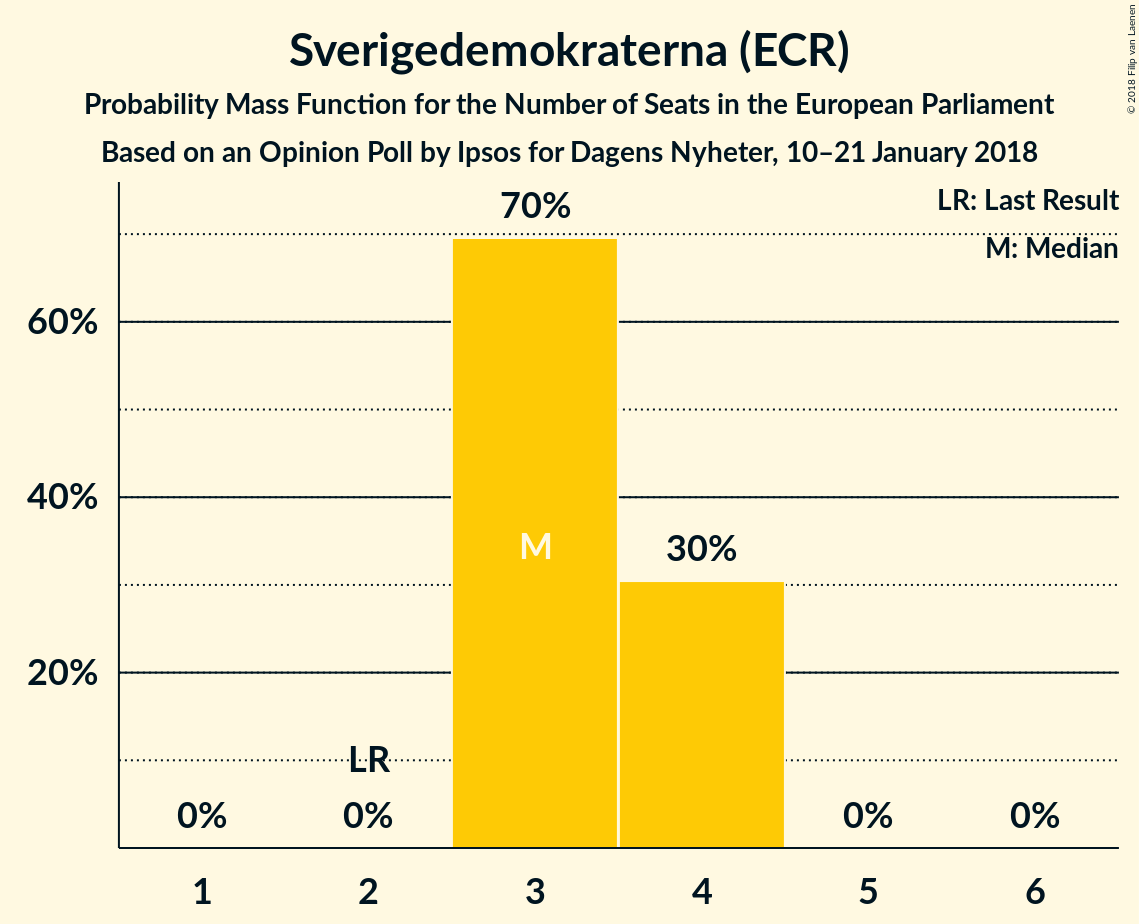 Sverigedemokraterna (ECR)
Probability Mass Function for the Number of Seats in the European Parliament
Based on an Opinion Poll by Ipsos for Dagens Nyheter, 10–21 January 2018
© 2018 Filip van Laenen
LR: Last Result
M: Median
70%
60%
40%
M
30%
20%
LR
0%
0%
0%
0%
1
2
3
4
5
6